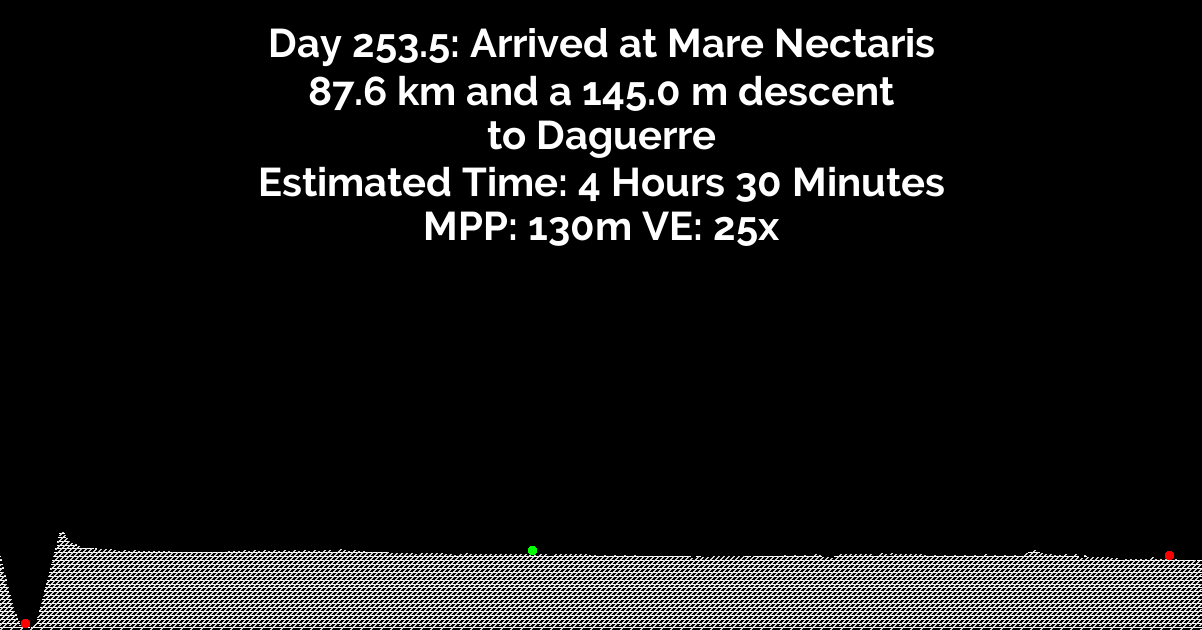 Day 253.5: Arrived at Mare Nectaris
87.6 km and a 145.0 m descent
to Daguerre
Estimated Time: 4 Hours 30 Minutes
MPP: 130m VE: 25x